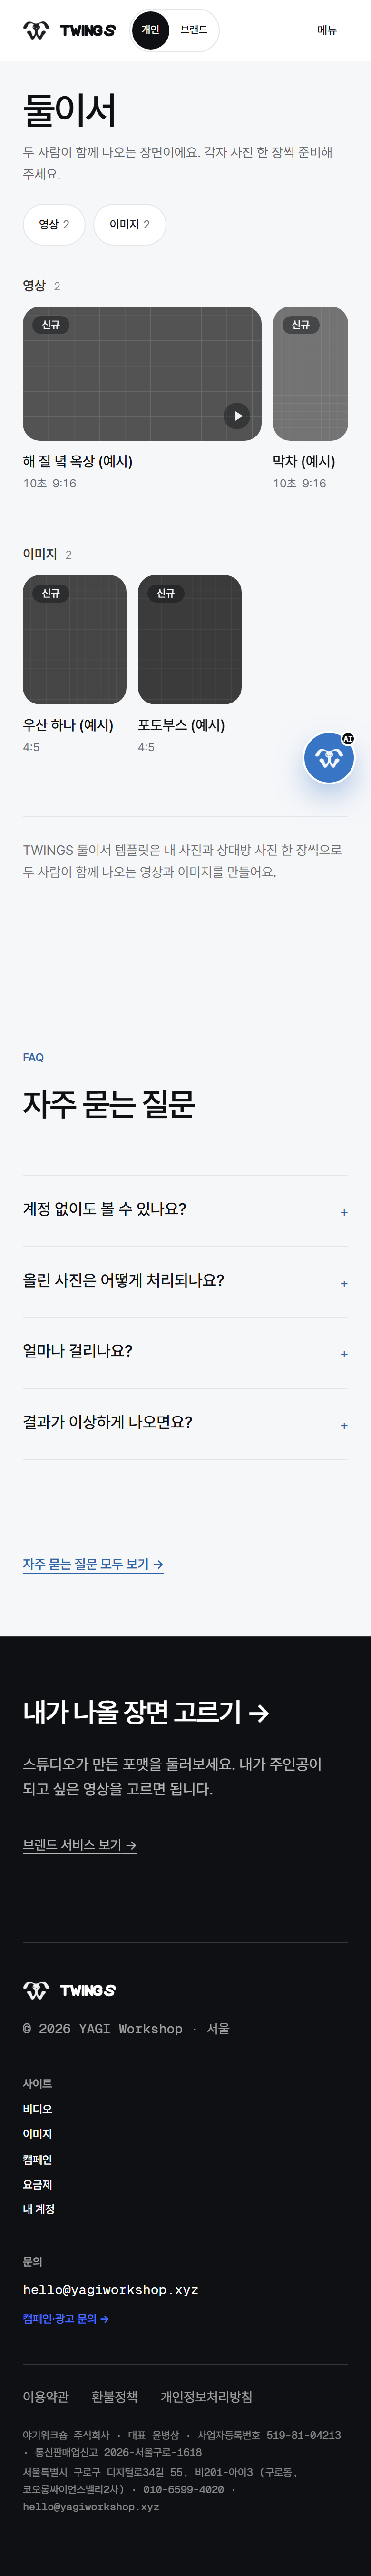 TWINGS 개인 브랜드 메뉴
둘이서
두 사람이 함께 나오는 장면이에요. 각자 사진 한 장씩 준비해
주세요.
영상 2 이미지 2
영상 2
신규 신규
해 질 녘 옥상 (예시) 막차 (예시)
10초 9:16 10초 9:16
이미지 2
신규 신규
우산 하나 (예시) 포토부스 (예시)
4:5 4:5
AI
TWINGS 둘이서 템플릿은 내 사진과 상대방 사진 한 장씩으로
두 사람이 함께 나오는 영상과 이미지를 만들어요.
FAQ
자주 묻는 질문
계정 없이도 볼 수 있나요? +
올린 사진은 어떻게 처리되나요? +
얼마나 걸리나요? +
결과가 이상하게 나오면요? +
자주 묻는 질문 모두 보기 →
내가 나올 장면 고르기 →
스튜디오가 만든 포맷을 둘러보세요. 내가 주인공이
되고 싶은 영상을 고르면 됩니다.
브랜드 서비스 보기 →
TWINGS
© 2026 YAGI Workshop · 서울
사이트
비디오
이미지
캠페인
요금제
내 계정
문의
hello@yagiworkshop.xyz
캠페인·광고 문의 →
이용약관 환불정책 개인정보처리방침
야기워크숍 주식회사 · 대표 윤병삼 · 사업자등록번호 519-81-04213
· 통신판매업신고 2026-서울구로-1618
서울특별시 구로구 디지털로34길 55, 비201-아이3 (구로동,
코오롱싸이언스밸리2차) · 010-6599-4020 ·
hello@yagiworkshop.xyz